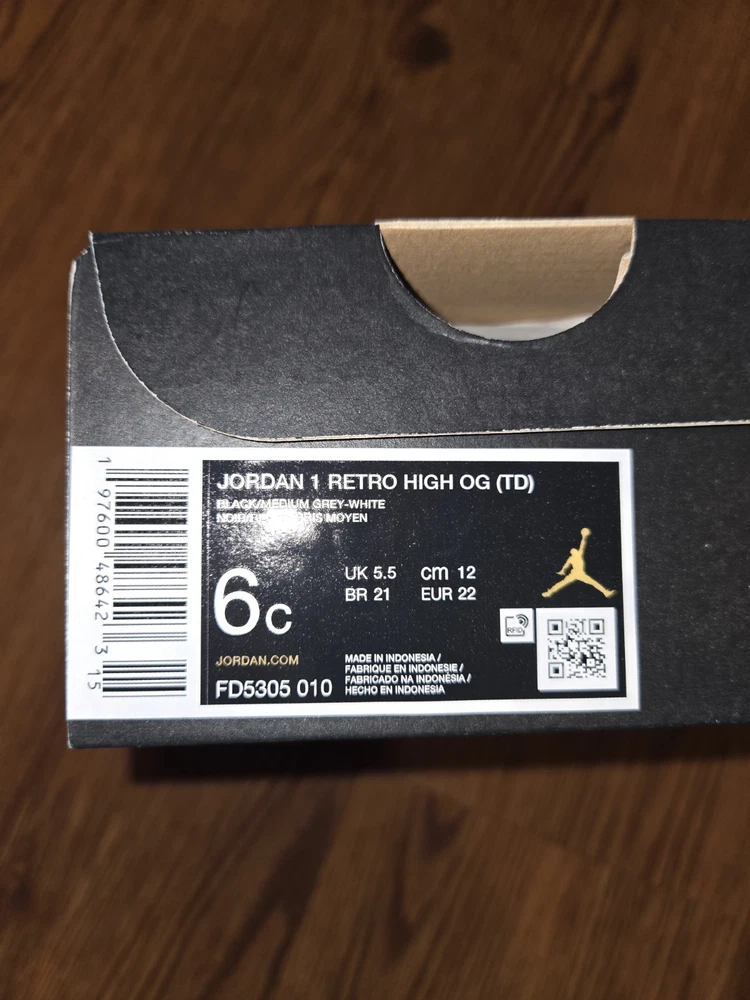 JORDAN 1 RETRO HIGH OG (TD)
BLACK/MEDIUM GREY-WHITE
MOYEN
6C
UK 5.5 cm 12
BR 21 EUR 22
RFID
JORDAN.COM
FD5305 010
MADE IN INDONESIA /
FABRIQUE EN INDONESIE /
FABRICADO NA INDONÉSIA /
HECHO EN INDONESIA
1 97600 48642 3 15